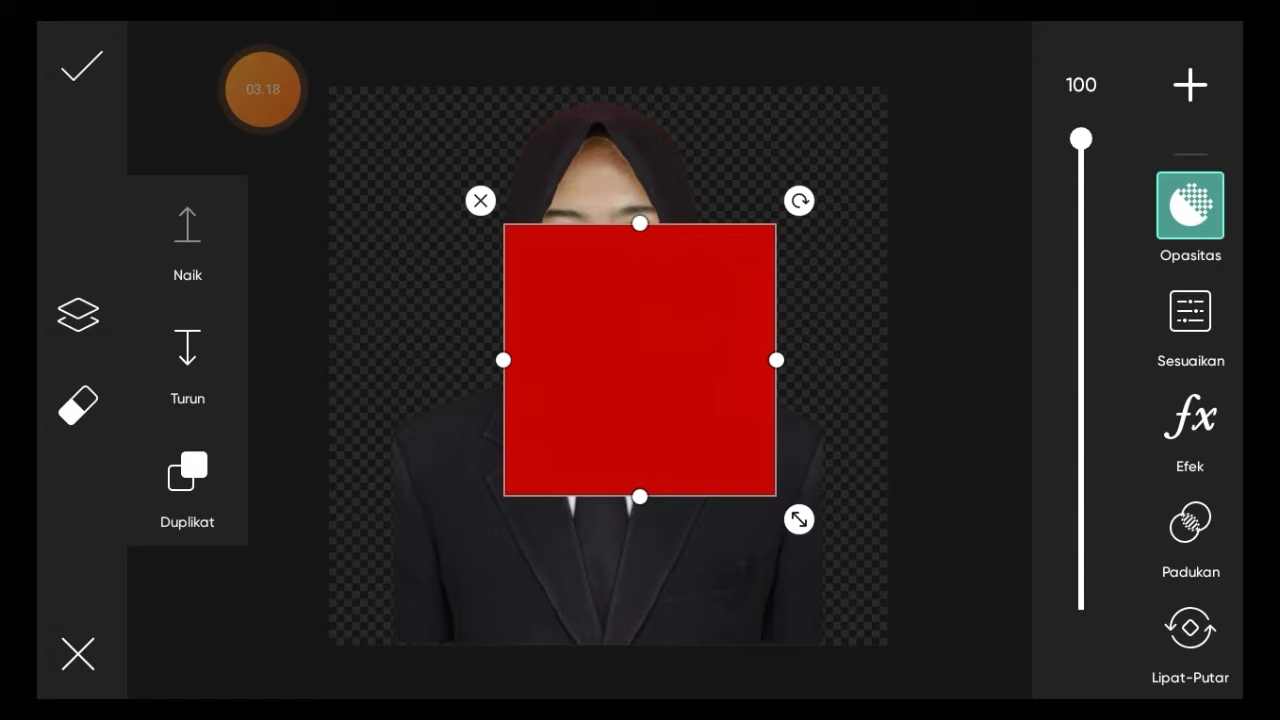 03.18
100
Naik
Turun
Duplikat
Opasitas
Sesuaikan
fx
Efek
Padukan
Lipat-Putar